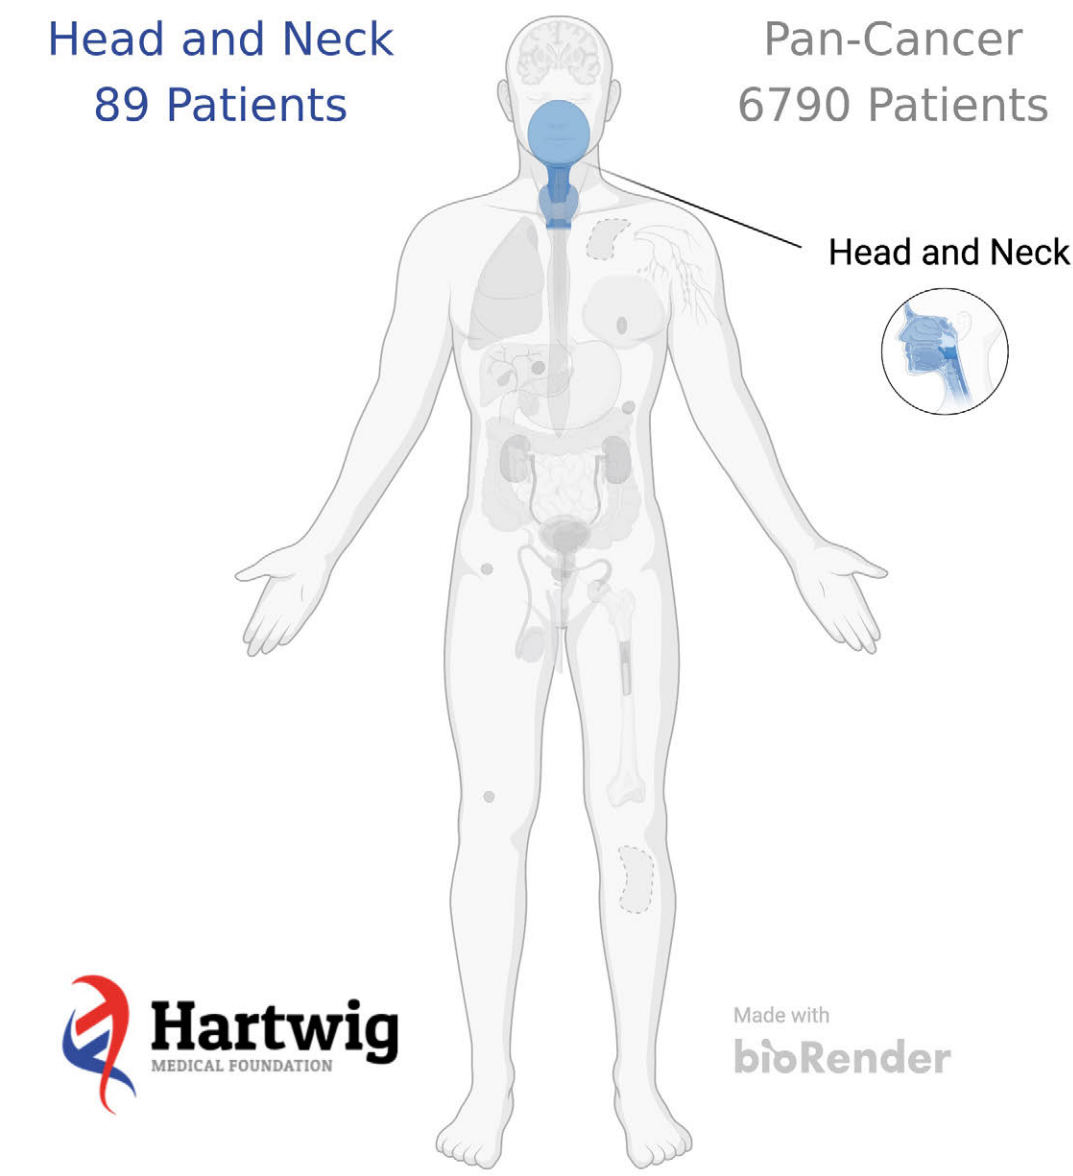 Head and Neck
89 Patients
Pan-Cancer
6790 Patients
Head and Neck
Hartwig
MEDICAL FOUNDATION
Made with
bioRender